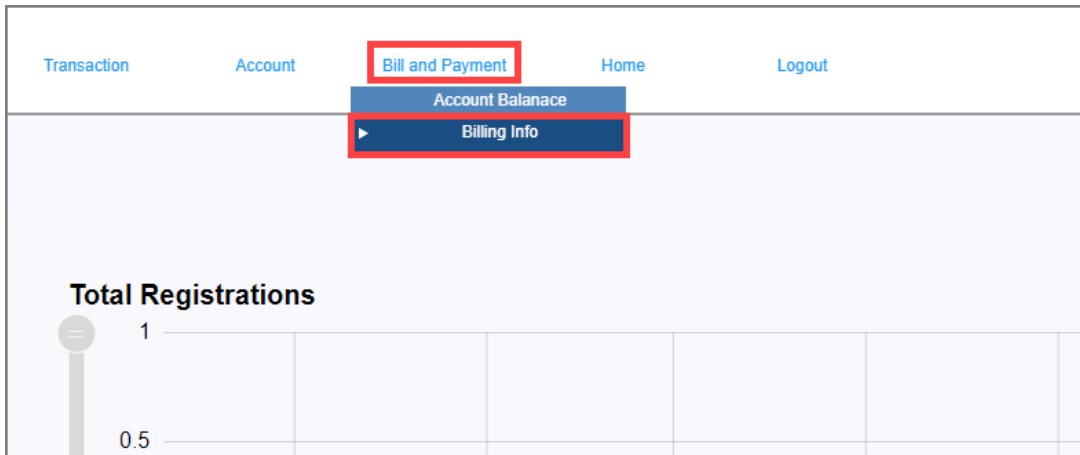 Transaction Account Bill and Payment Home Logout
Account Balanace
Billing Info
Total Registrations
1
0.5